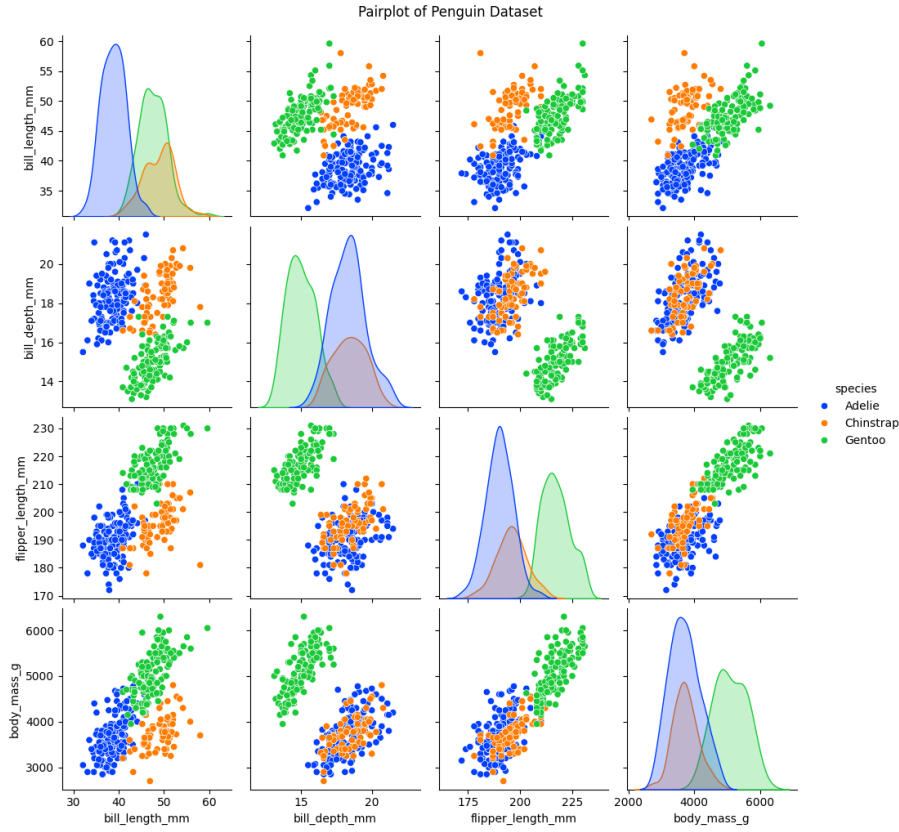 Pairplot of Penguin Dataset
60
55
50
45
40
35
bill_length_mm
20
18
16
14
bill_depth_mm
species
Adelie
Chinstrap
Gentoo
230
220
210
200
190
180
170
flipper_length_mm
6000
5000
4000
3000
body_mass_g
30 40 50 60
15 20
175 200 225
2000 4000 6000
bill_length_mm bill_depth_mm flipper_length_mm body_mass_g